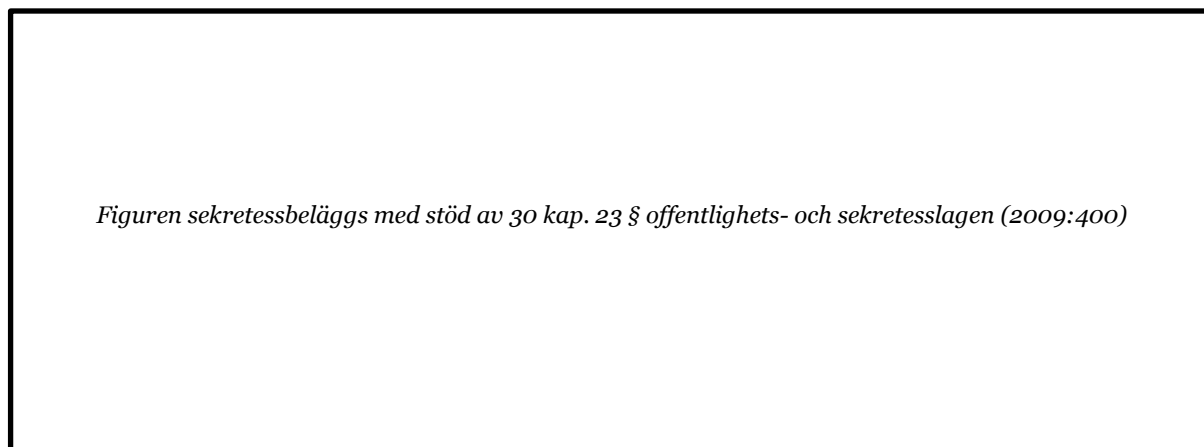 Figuren sekretessbeläggs med stöd av 30 kap. 23 § offentlighets- och sekretesslagen (2009:400)